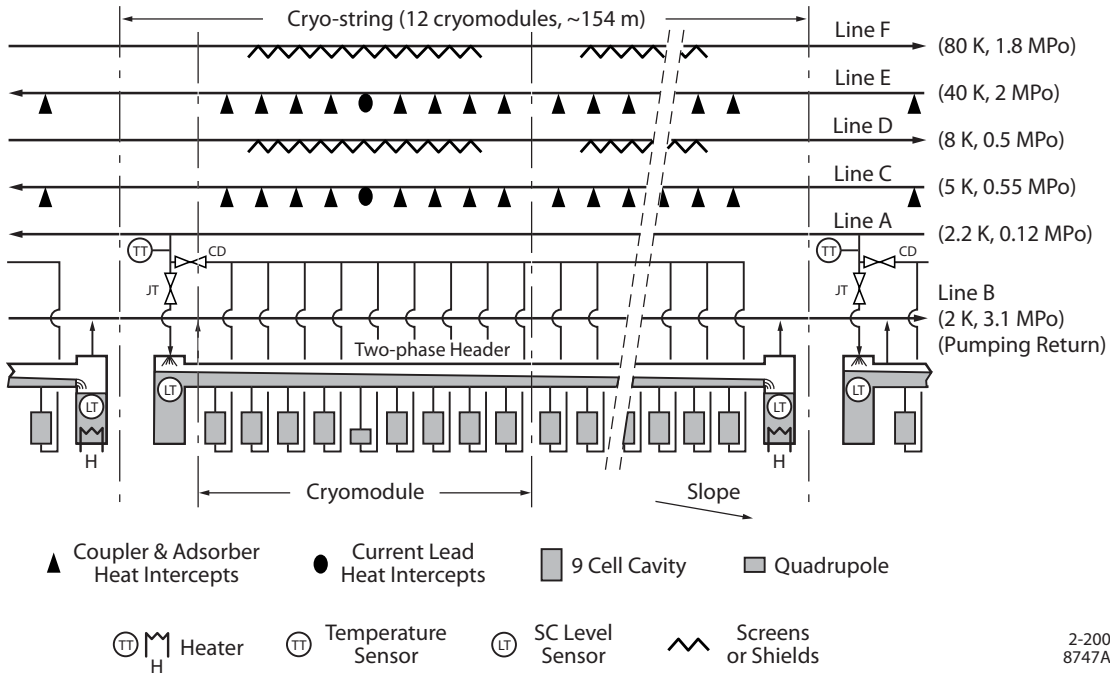 Cryo-string (12 cryomodules, ~154 m)
Line F
(80 K, 1.8 MPo)
Line E
(40 K, 2 MPo)
Line D
(8 K, 0.5 MPo)
Line C
(5 K, 0.55 MPo)
Line A
(2.2 K, 0.12 MPo)
TT
CD
TT
CD
JT
JT
Line B
(2 K, 3.1 MPo)
(Pumping Return)
Two-phase Header
LT
LT
LT
LT
H
H
Cryomodule
Slope
Coupler & Adsorber
Heat Intercepts
Current Lead
Heat Intercepts
9 Cell Cavity
Quadrupole
TT
H
Heater
TT
Temperature
Sensor
LT
SC Level
Sensor
Screens
or Shields
2-200
8747A